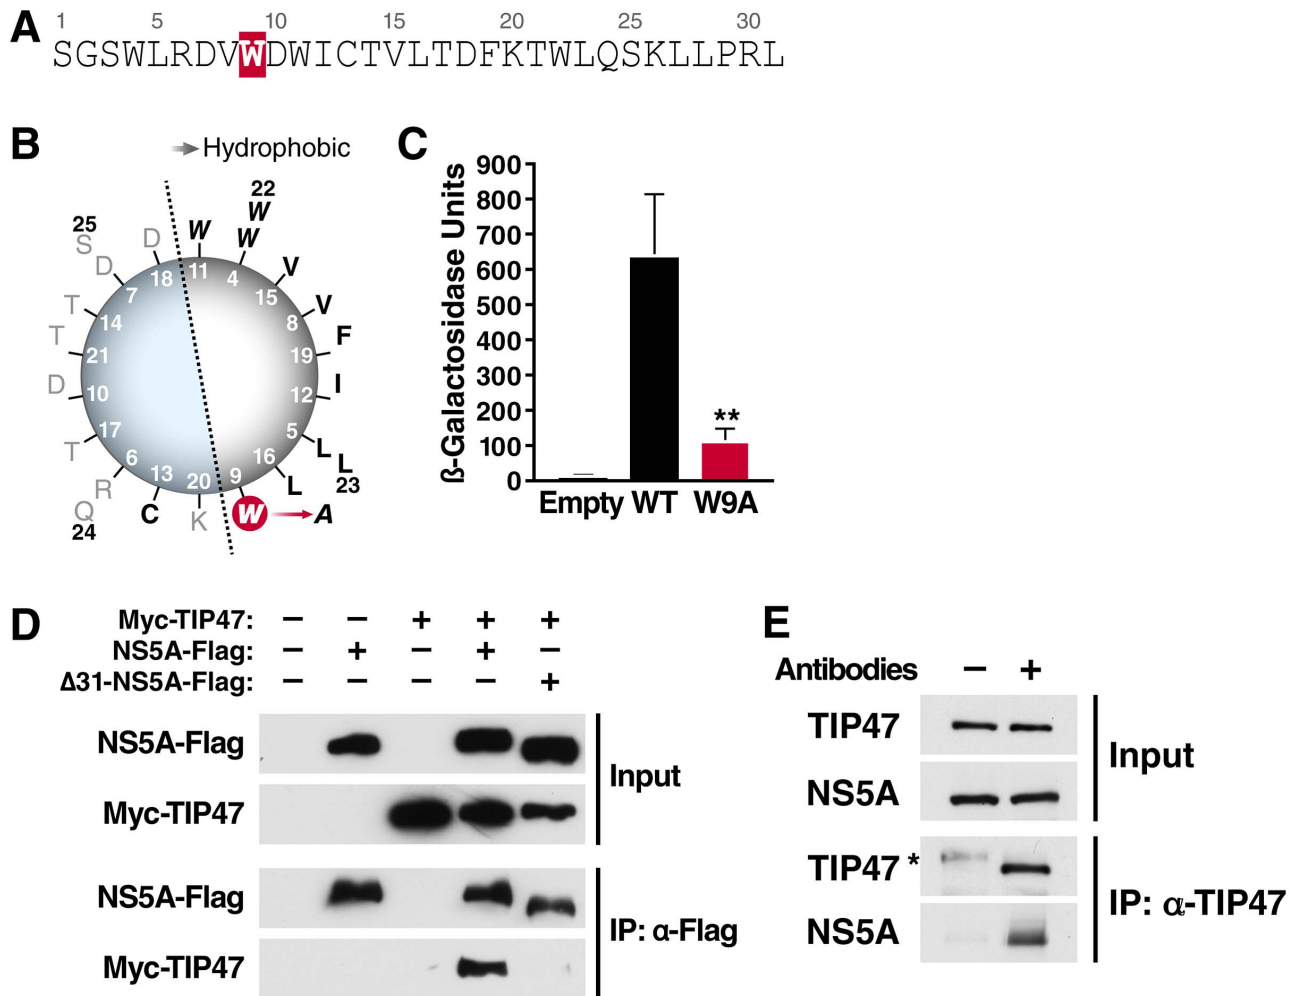 A
1 5 10 15 20 25 30
SGSWLRDVWDWICTVLTDFKTWLQSKLLPRL
B
Hydrophobic
22
W
W W
25
S D
D V
T V
T F
D I
T L
R L
Q 23
24 C K W A L
11 4 15 8 19 12 5 16 9 20 13 6 17 10 21 14 7 18
C
ß-Galactosidase Units
900
800
700
600
500
400
300
200
100
0
**
Empty WT W9A
D
Myc-TIP47: – – + + +
NS5A-Flag: – + – + –
Δ31-NS5A-Flag: – – – – +
NS5A-Flag
Myc-TIP47
Input
NS5A-Flag
Myc-TIP47
IP: α-Flag
E
Antibodies – +
TIP47
NS5A
Input
TIP47 *
NS5A
IP: α-TIP47